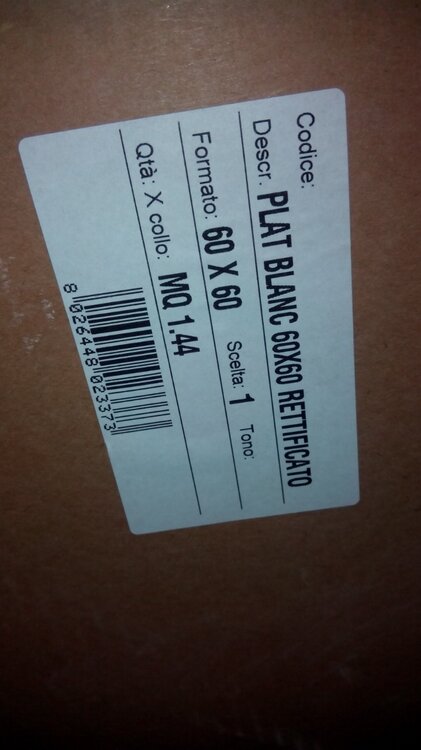 Codice:
Descr. PLAT BLANC 60X60 RETTIFICATO
Formato: 60 X 60 Scelta: 1 Tono:
Qtà: X collo: MQ 1.44
8 026448 023373